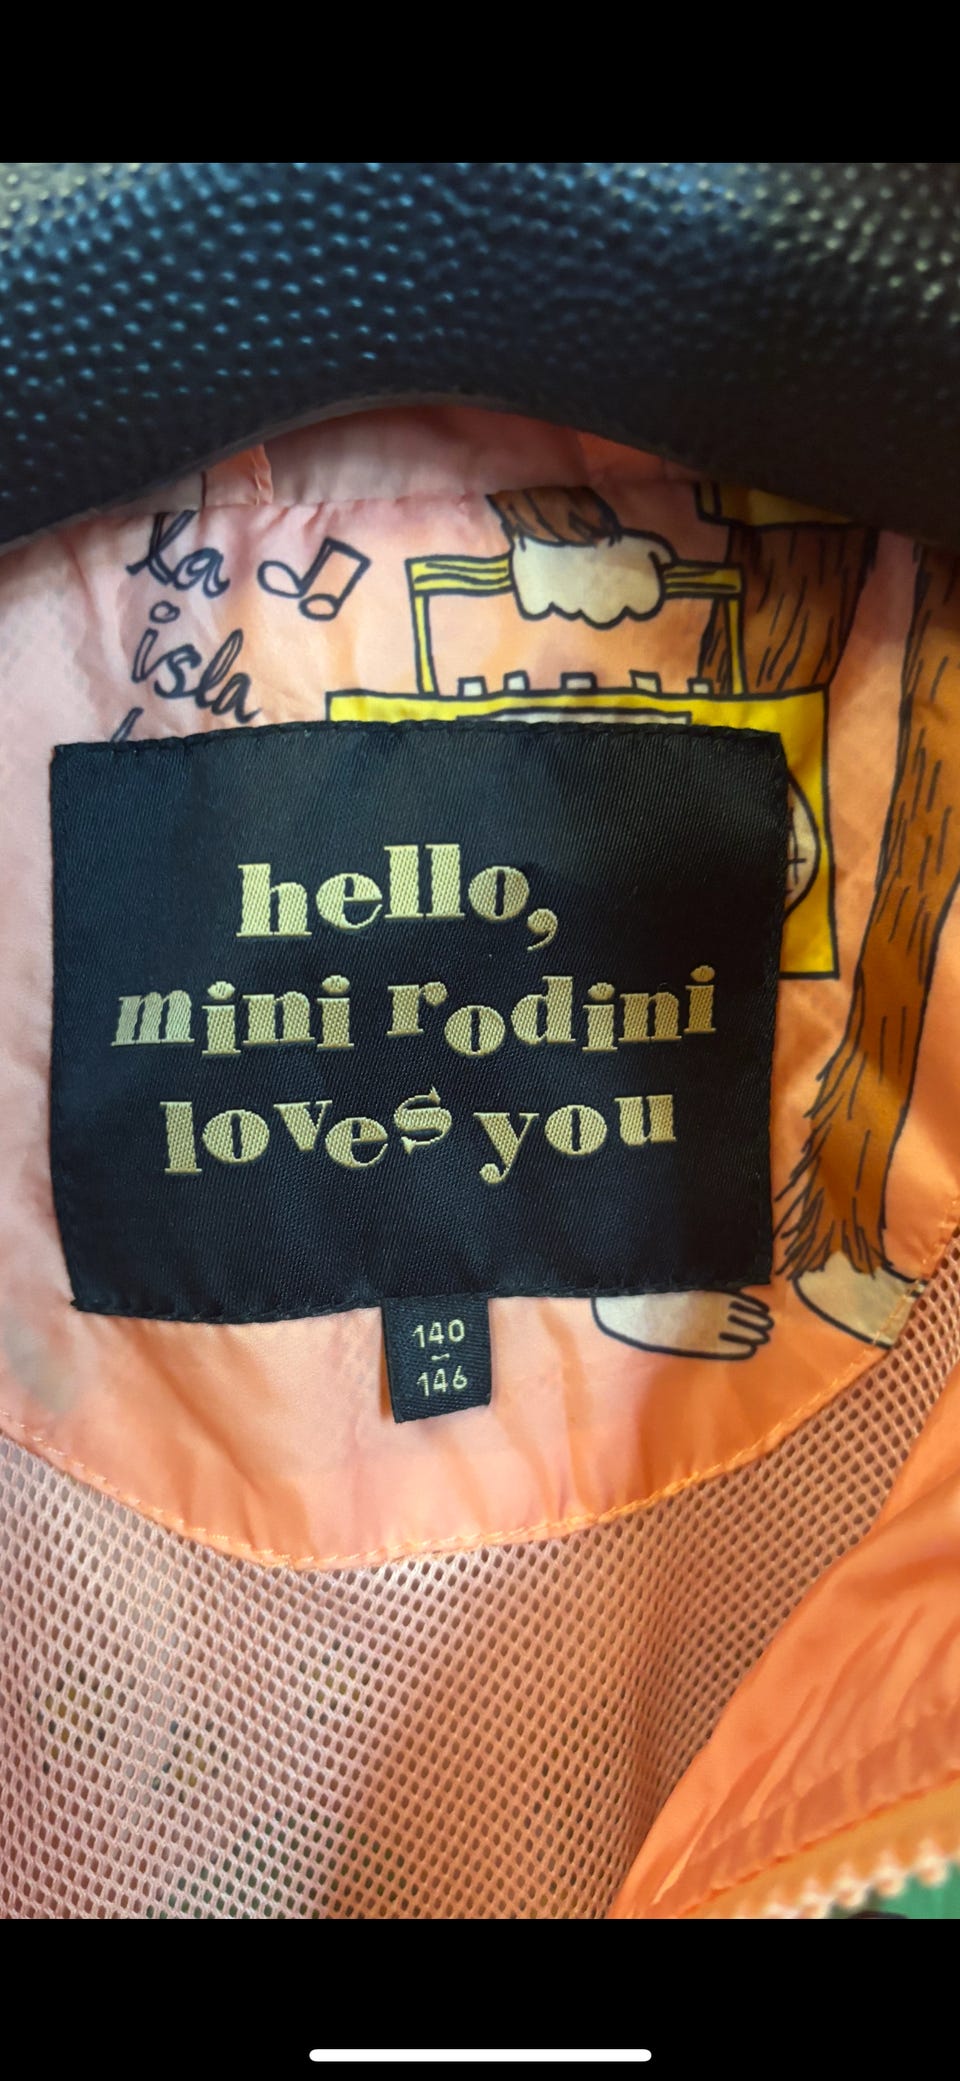 la
isla
hello,
mini rodini
loves you
140
-
146